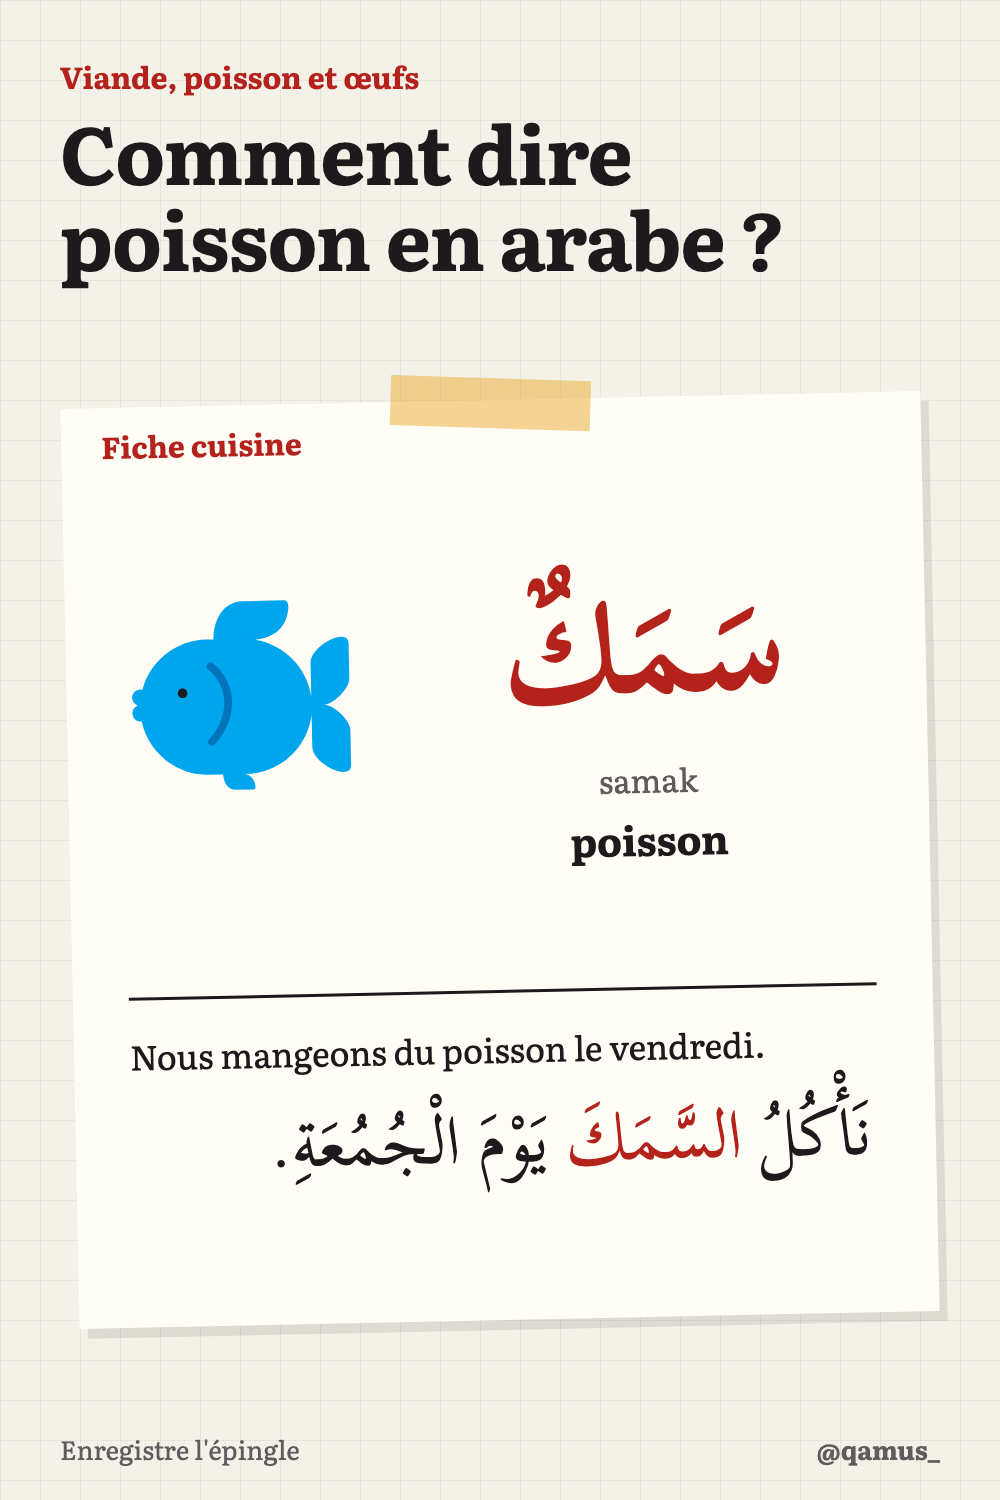 Viande, poisson et œufs
Comment dire
poisson en arabe ?
Fiche cuisine
سَمَكٌ
samak
poisson
Nous mangeons du poisson le vendredi.
نَأْكُلُ السَّمَكَ يَوْمَ الْجُمُعَةِ.
Enregistre l'épingle
@qamus_